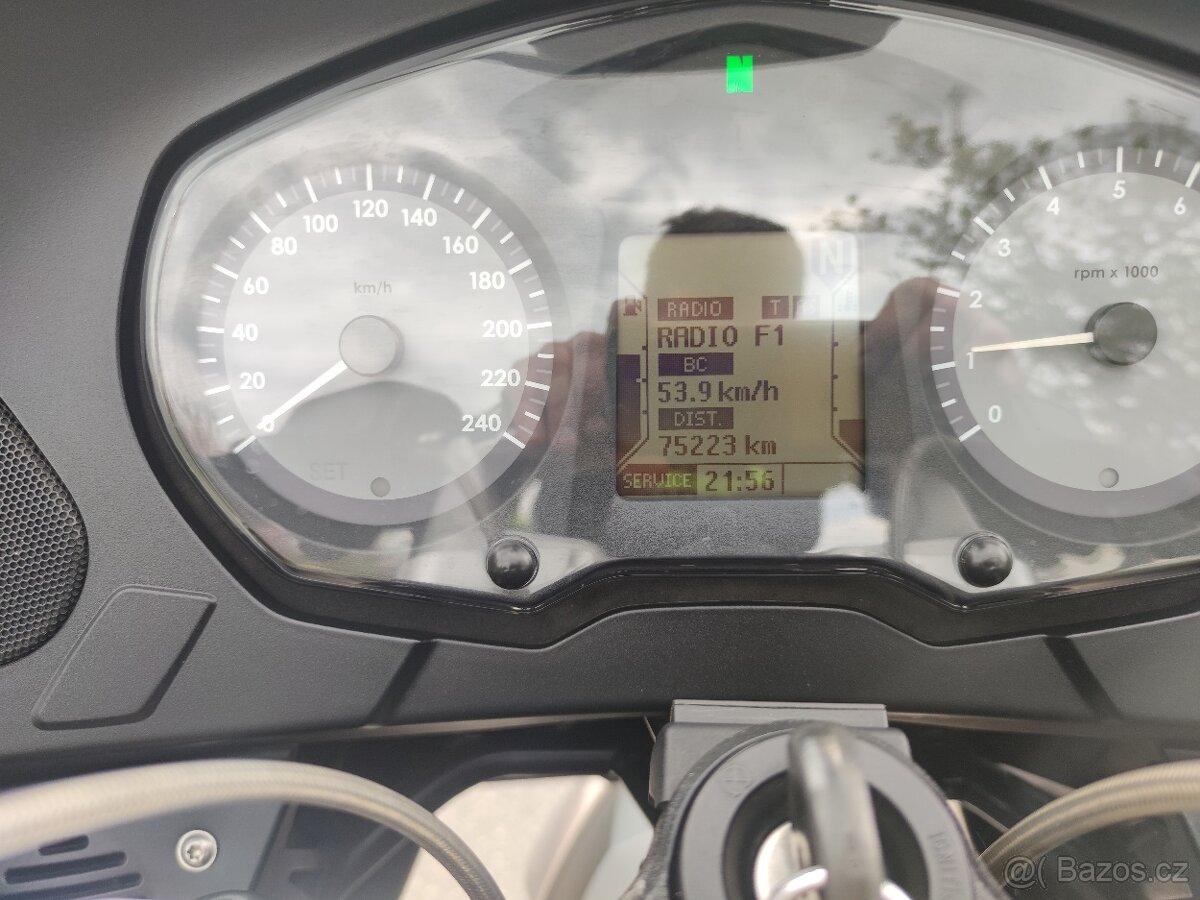 N
0
20
40
60
80
100
120
140
160
180
200
220
240
km/h
SET
N
RADIO T
RADIO F1
BC
53.9 km/h
DIST.
75223 km
SERVICE 21:56
0
1
2
3
4
5
6
rpm x 1000
@( Bazos.cz